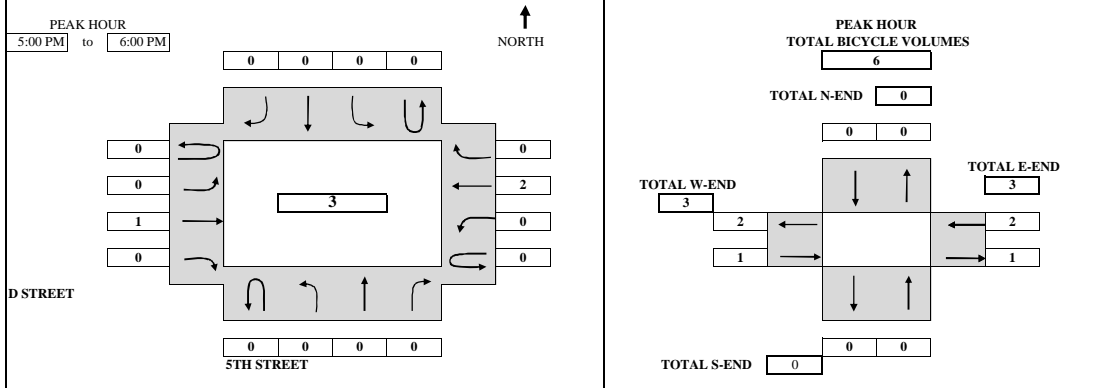 PEAK HOUR
5:00 PM to 6:00 PM
NORTH
0 0 0 0
0 0
0 2
3
1 0
0 0
D STREET
0 0 0 0
5TH STREET
PEAK HOUR
TOTAL BICYCLE VOLUMES
6
TOTAL N-END 0
0 0
TOTAL E-END
3
TOTAL W-END
3
2 2
1 1
0 0
TOTAL S-END 0